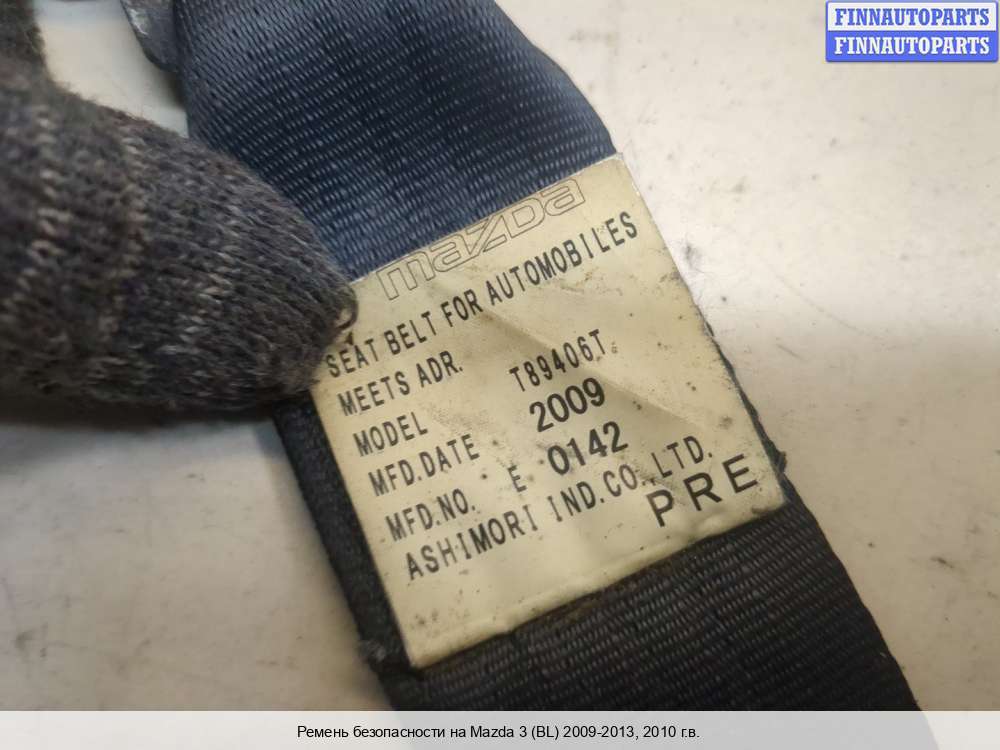 FINNAUTOPARTS
FINNAUTOPARTS
mazda
SEAT BELT FOR AUTOMOBILES
MEETS ADR.
MODEL T89406T
MFD.DATE 2009
MFD.NO. E 0142
ASHIMORI IND.CO.,LTD.
PRE
Ремень безопасности на Mazda 3 (BL) 2009-2013, 2010 г.в.